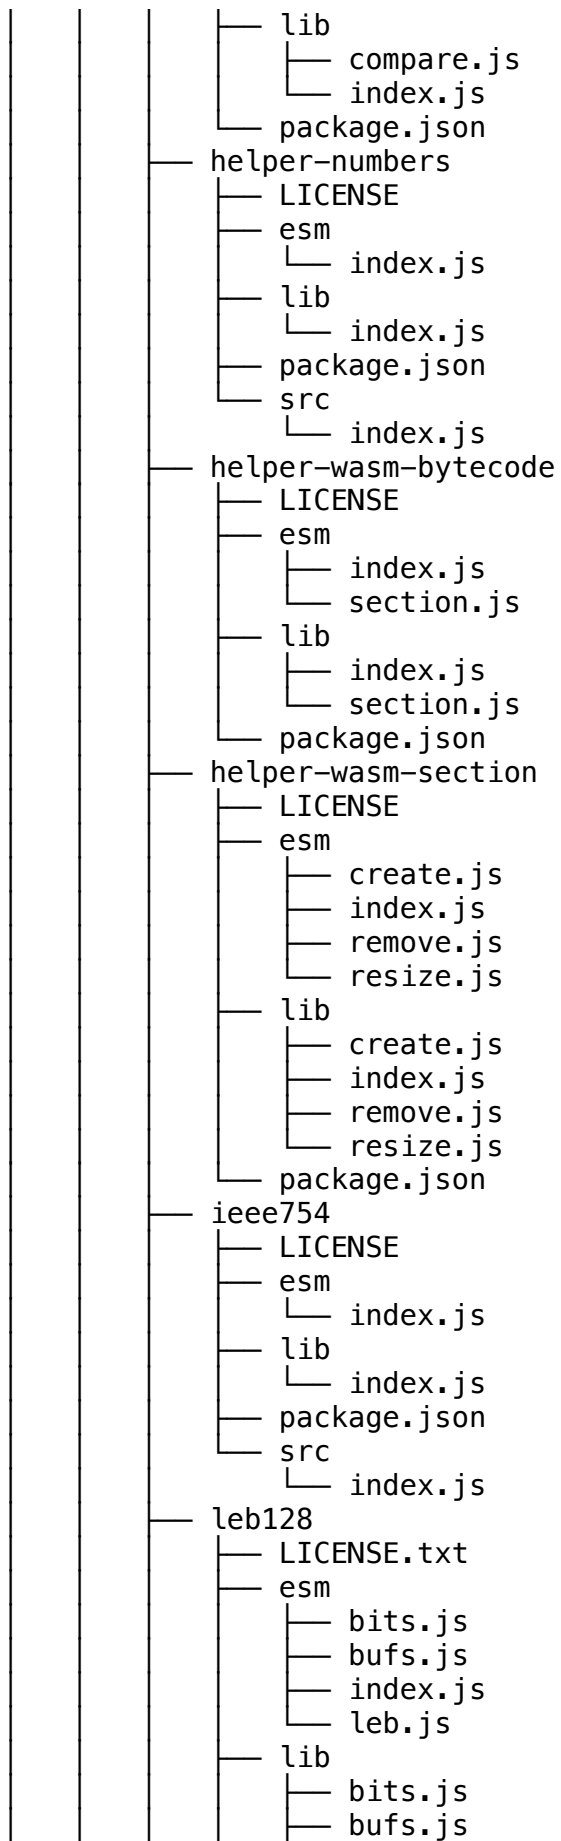 │   │   │   ├── lib
│   │   │   │   ├── compare.js
│   │   │   │   └── index.js
│   │   │   └── package.json
│   │   ├── helper-numbers
│   │   │   ├── LICENSE
│   │   │   ├── esm
│   │   │   │   └── index.js
│   │   │   ├── lib
│   │   │   │   └── index.js
│   │   │   ├── package.json
│   │   │   └── src
│   │   │       └── index.js
│   │   ├── helper-wasm-bytecode
│   │   │   ├── LICENSE
│   │   │   ├── esm
│   │   │   │   ├── index.js
│   │   │   │   └── section.js
│   │   │   ├── lib
│   │   │   │   ├── index.js
│   │   │   │   └── section.js
│   │   │   └── package.json
│   │   ├── helper-wasm-section
│   │   │   ├── LICENSE
│   │   │   ├── esm
│   │   │   │   ├── create.js
│   │   │   │   ├── index.js
│   │   │   │   ├── remove.js
│   │   │   │   └── resize.js
│   │   │   ├── lib
│   │   │   │   ├── create.js
│   │   │   │   ├── index.js
│   │   │   │   ├── remove.js
│   │   │   │   └── resize.js
│   │   │   └── package.json
│   │   ├── ieee754
│   │   │   ├── LICENSE
│   │   │   ├── esm
│   │   │   │   └── index.js
│   │   │   ├── lib
│   │   │   │   └── index.js
│   │   │   ├── package.json
│   │   │   └── src
│   │   │       └── index.js
│   │   ├── leb128
│   │   │   ├── LICENSE.txt
│   │   │   ├── esm
│   │   │   │   ├── bits.js
│   │   │   │   ├── bufs.js
│   │   │   │   ├── index.js
│   │   │   │   └── leb.js
│   │   │   ├── lib
│   │   │   │   ├── bits.js
│   │   │   │   ├── bufs.js